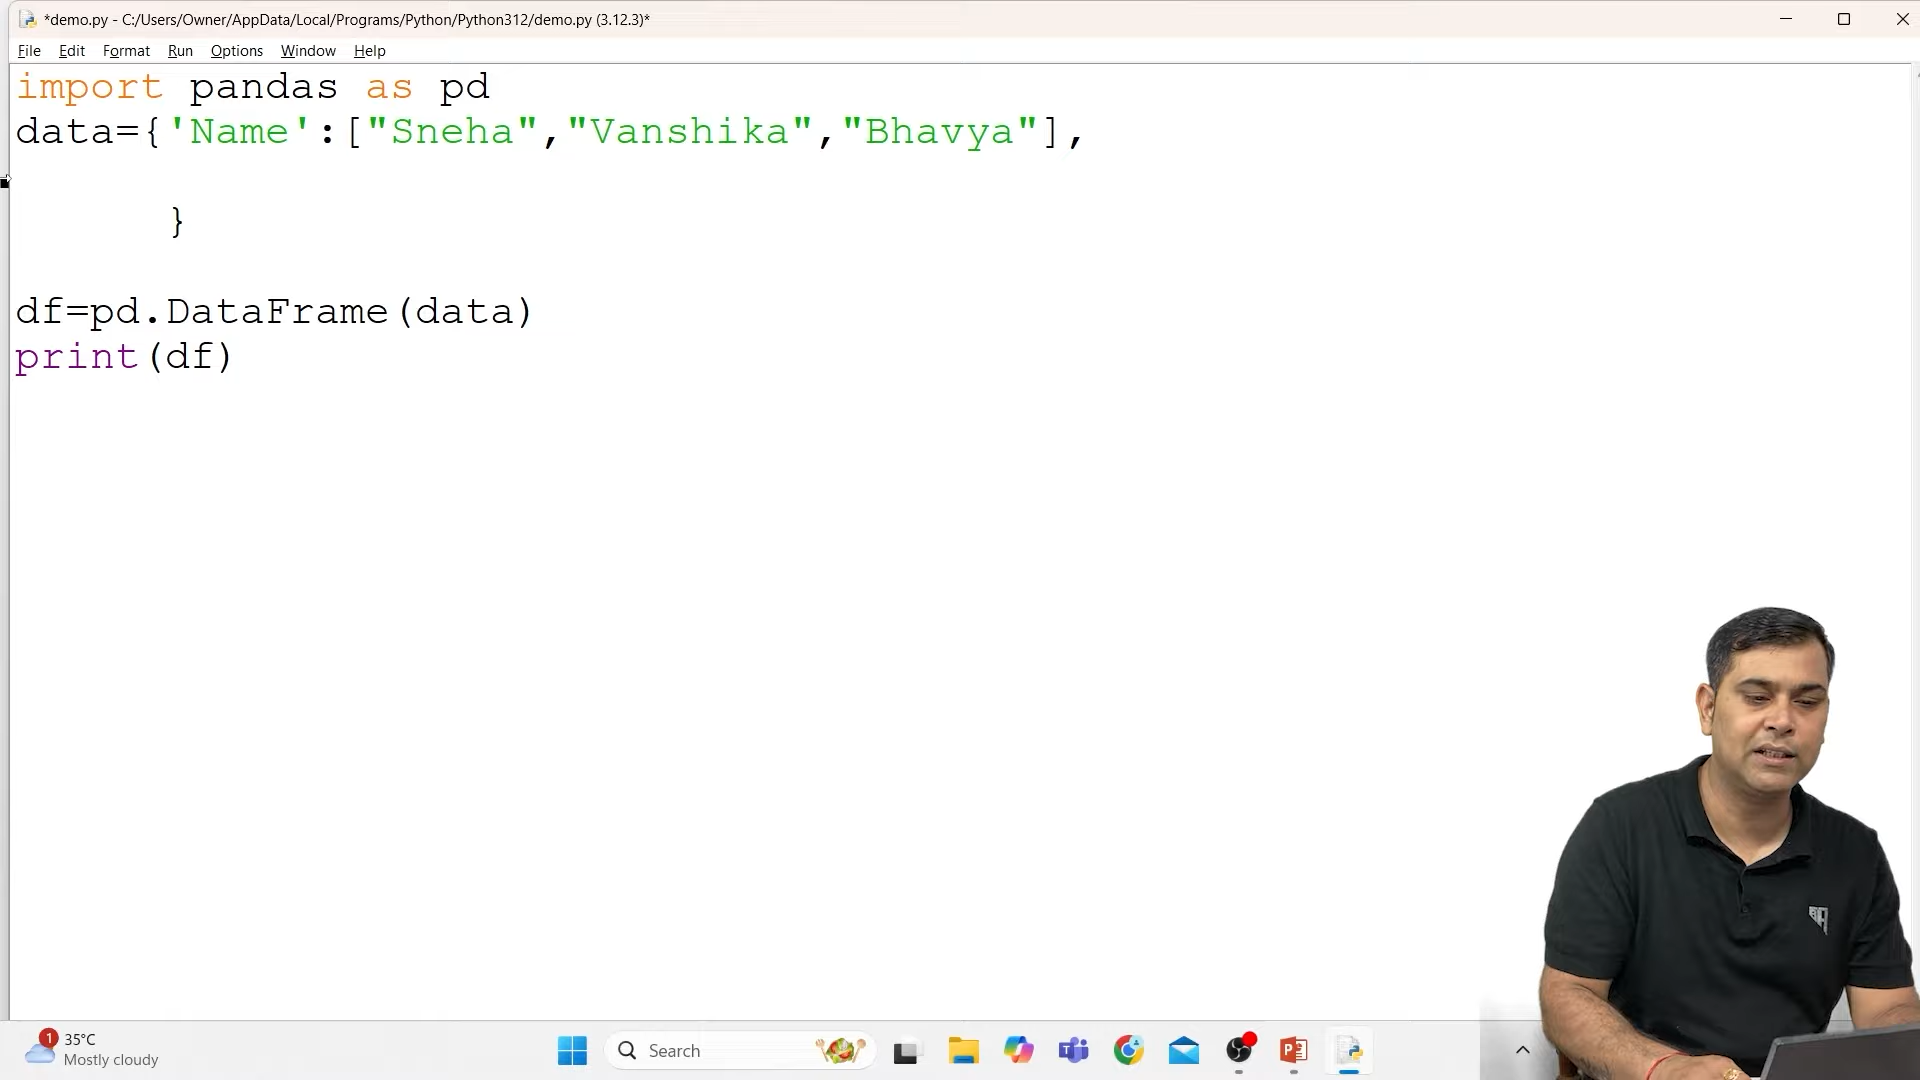 *demo.py - C:/Users/Owner/AppData/Local/Programs/Python/Python312/demo.py (3.12.3)*
File Edit Format Run Options Window Help
import pandas as pd
data={'Name':["Sneha","Vanshika","Bhavya"],
}
df=pd.DataFrame(data)
print(df)
1
35°C
Mostly cloudy
Search